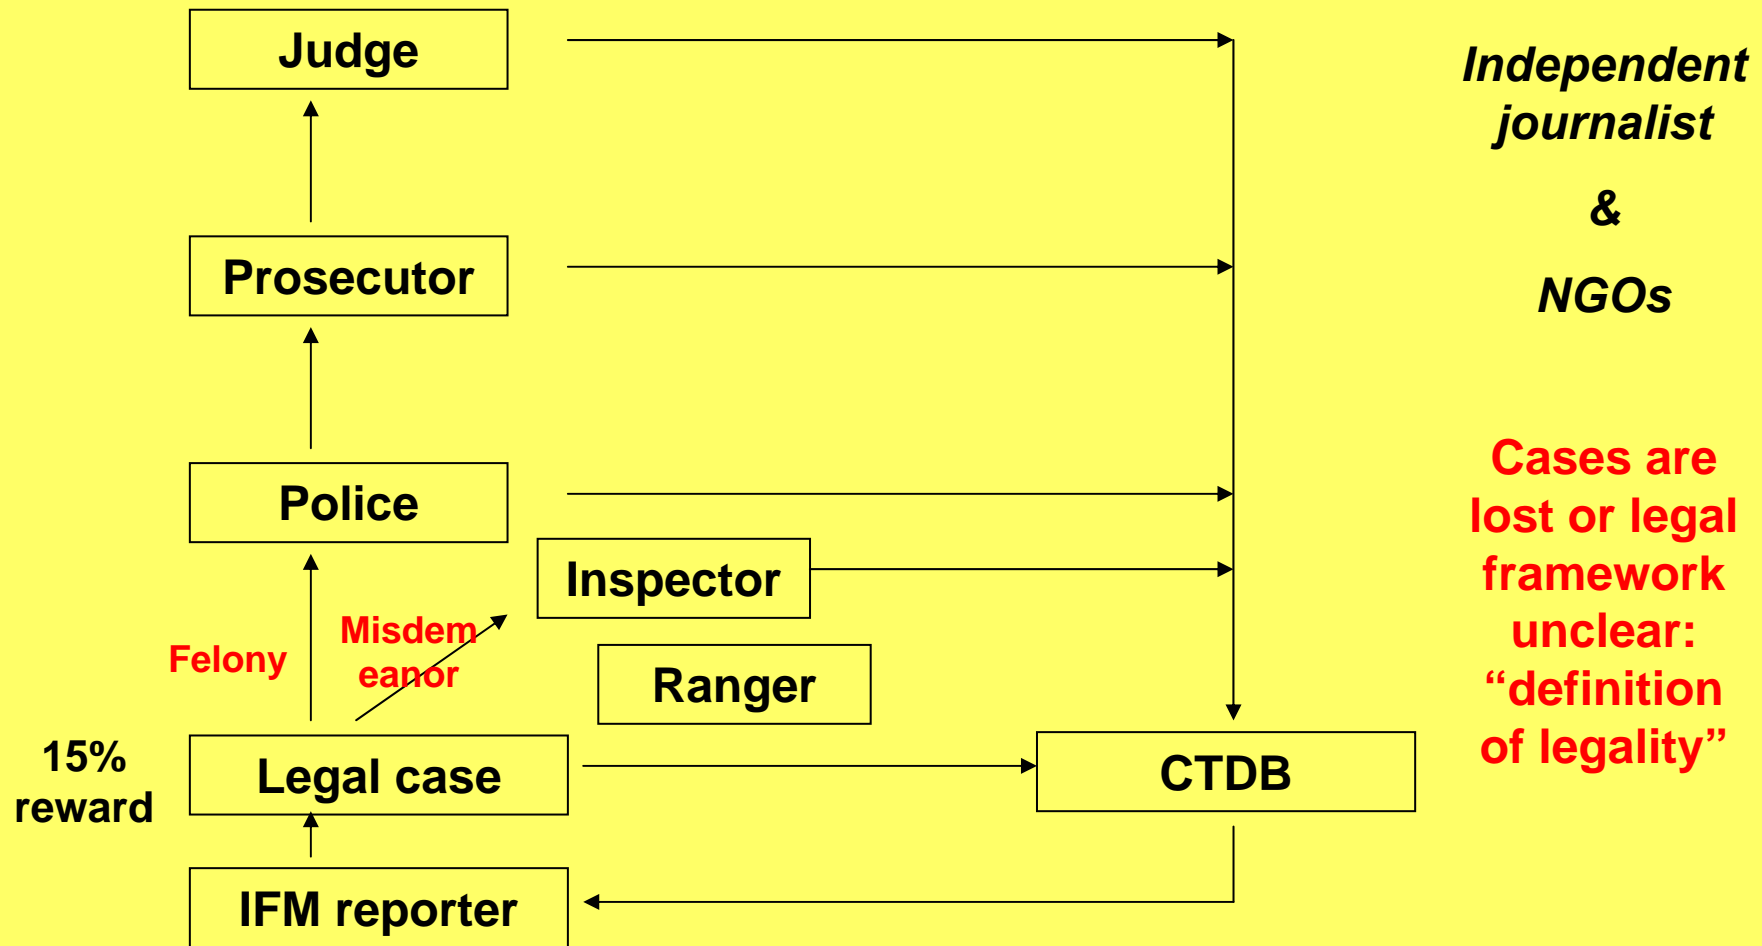 Judge
Prosecutor
Police
Inspector
Felony
Misdem
eanor
Ranger
15%
reward
Legal case
CTDB
IFM reporter
Independent
journalist
&
NGOs
Cases are
lost or legal
framework
unclear:
“definition
of legality”